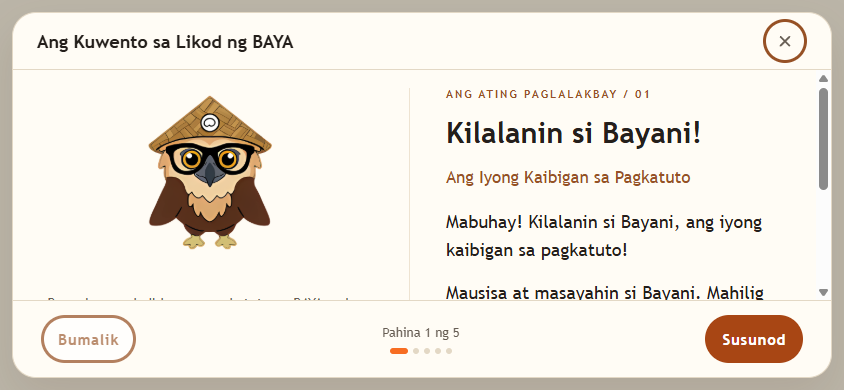 Ang Kuwento sa Likod ng BAYA
ANG ATING PAGLALAKBAY / 01
Kilalanin si Bayani!
Ang Iyong Kaibigan sa Pagkatuto
Mabuhay! Kilalanin si Bayani, ang iyong
kaibigan sa pagkatuto!
Mausisa at masayahin si Bayani. Mahilig
Bumalik
Pahina 1 ng 5
Susunod